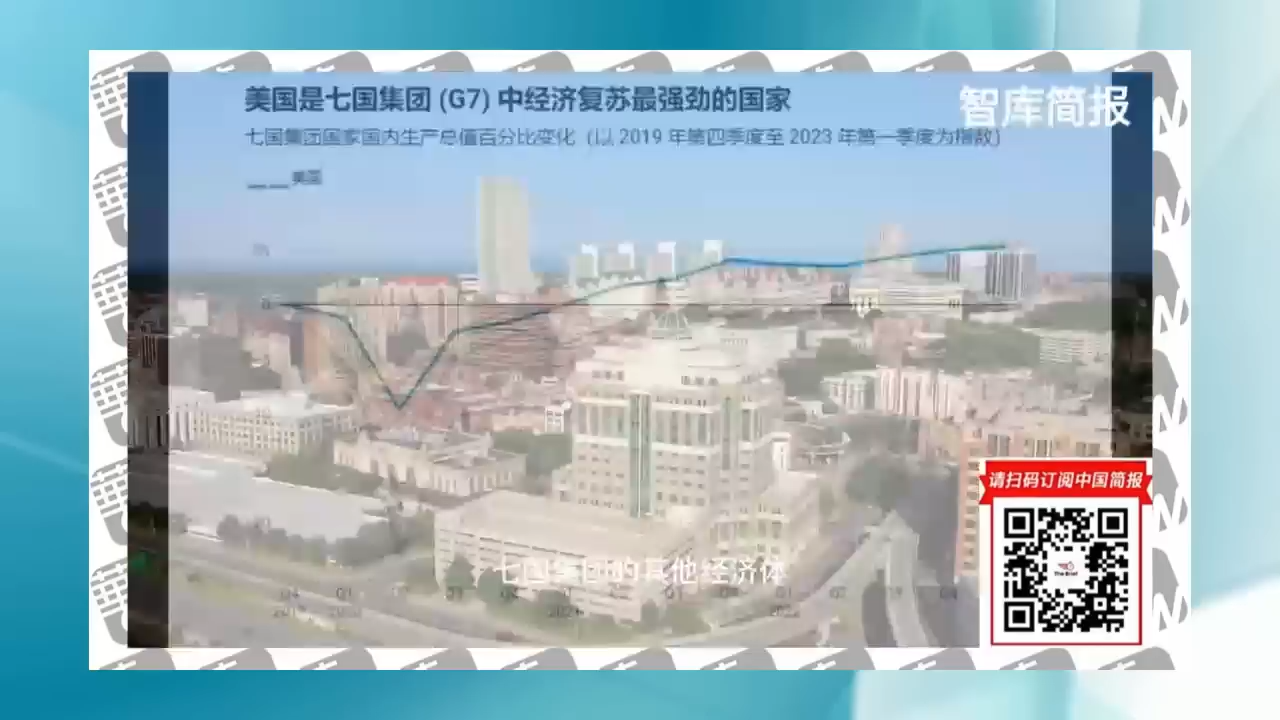 美国是七国集团 (G7) 中经济复苏最强劲的国家
智库简报
七国集团国家国内生产总值百分比变化 (以 2019 年第四季度至 2023 年第一季度为指数)
美国
0
请扫码订阅中国简报
七国集团的其他经济体